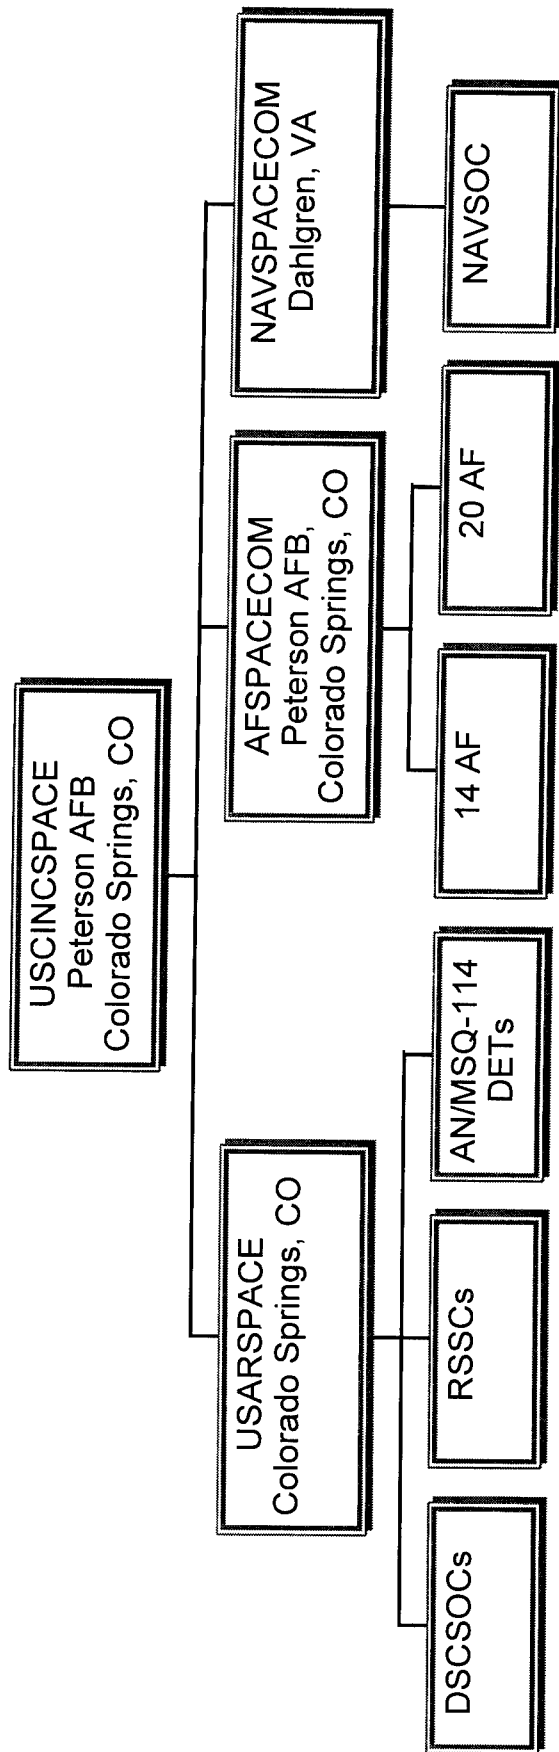 USCINCSPACE
Peterson AFB
Colorado Springs, CO
USARSPACE
Colorado Springs, CO
AFSPACECOM
Peterson AFB,
Colorado Springs, CO
NAVSPACECOM
Dahlgren, VA
DSCSOCs
RSSCs
AN/MSQ-114
DETs
14 AF
20 AF
NAVSOC